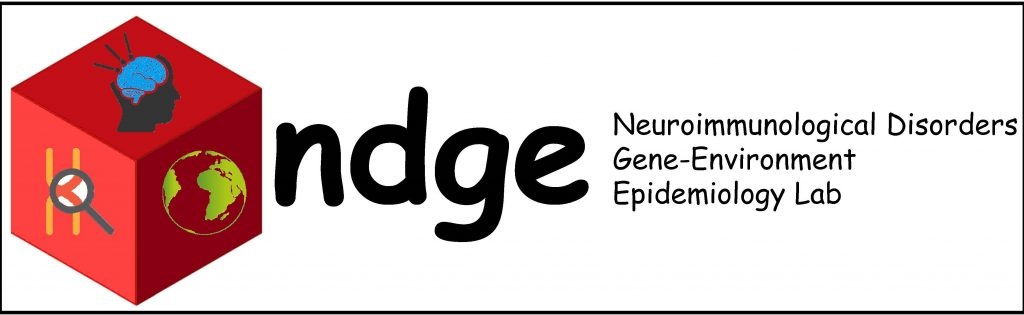 ndge
Neuroimmunological Disorders
Gene-Environment
Epidemiology Lab